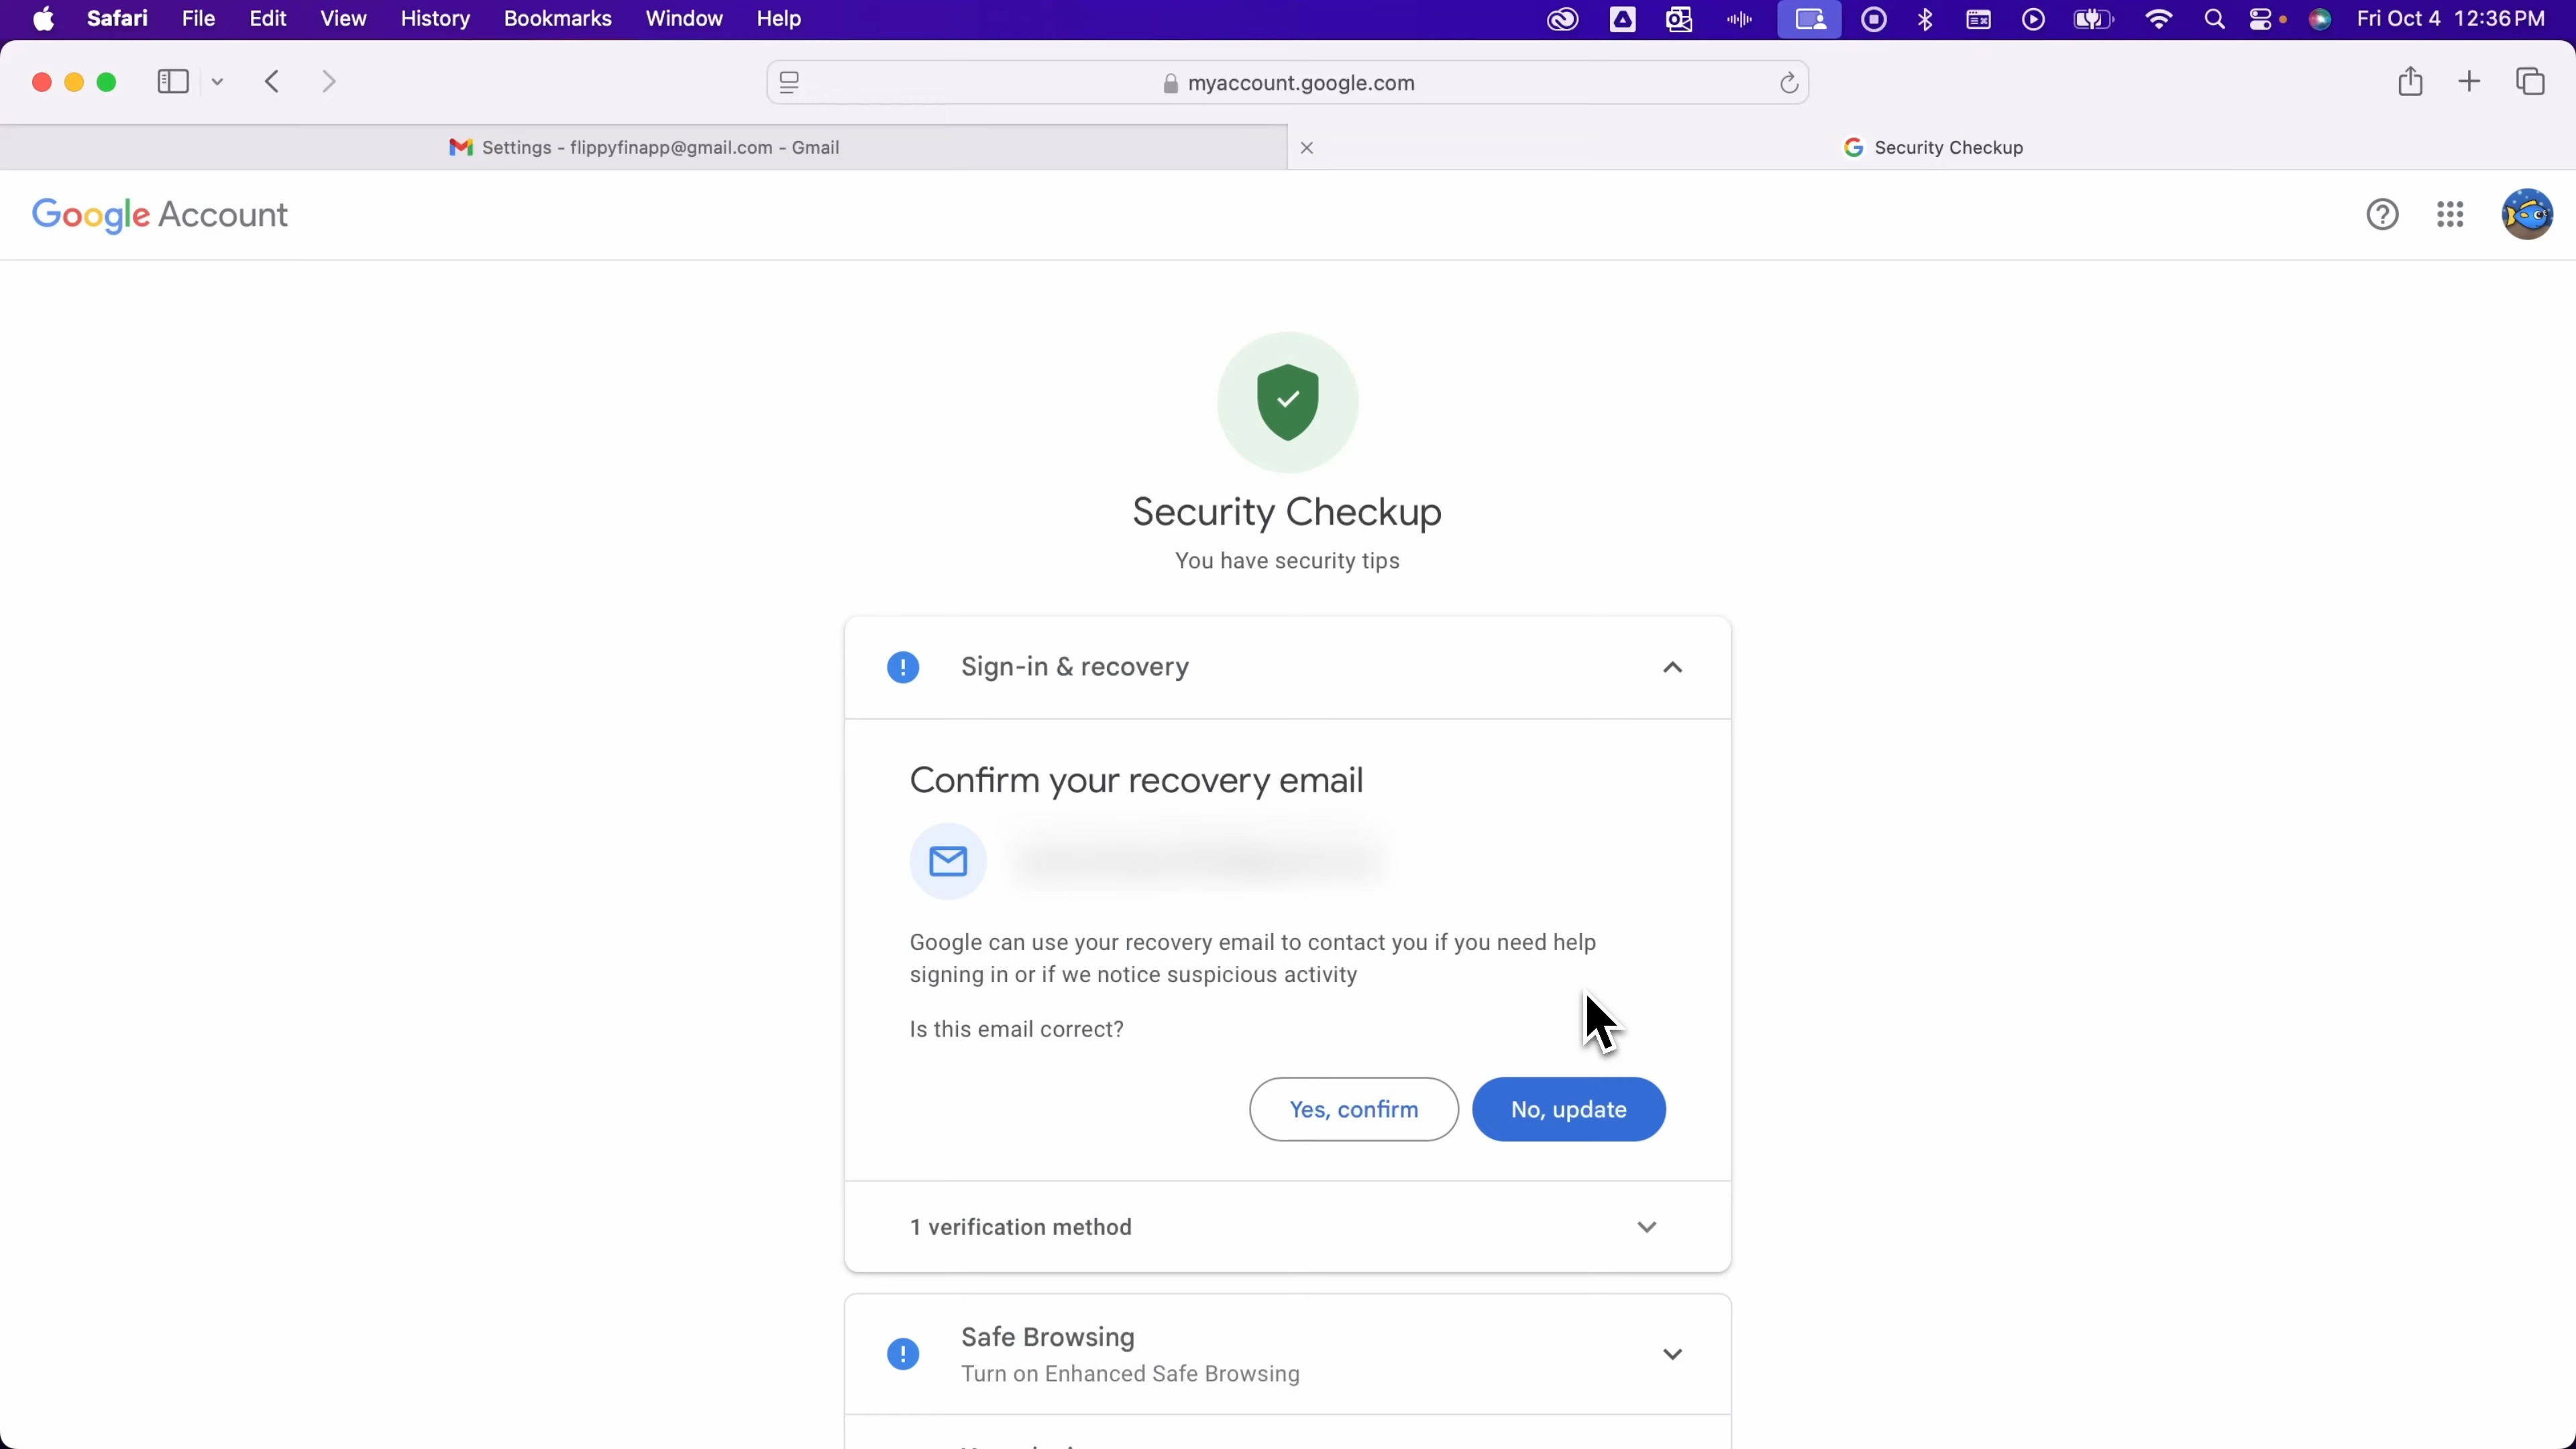 Safari File Edit View History Bookmarks Window Help Fri Oct 4 12:36 PM
myaccount.google.com
Settings - flippyfinapp@gmail.com - Gmail
Security Checkup
Google Account
Security Checkup
You have security tips
Sign-in & recovery
Confirm your recovery email
Google can use your recovery email to contact you if you need help
signing in or if we notice suspicious activity
Is this email correct?
Yes, confirm
No, update
1 verification method
Safe Browsing
Turn on Enhanced Safe Browsing